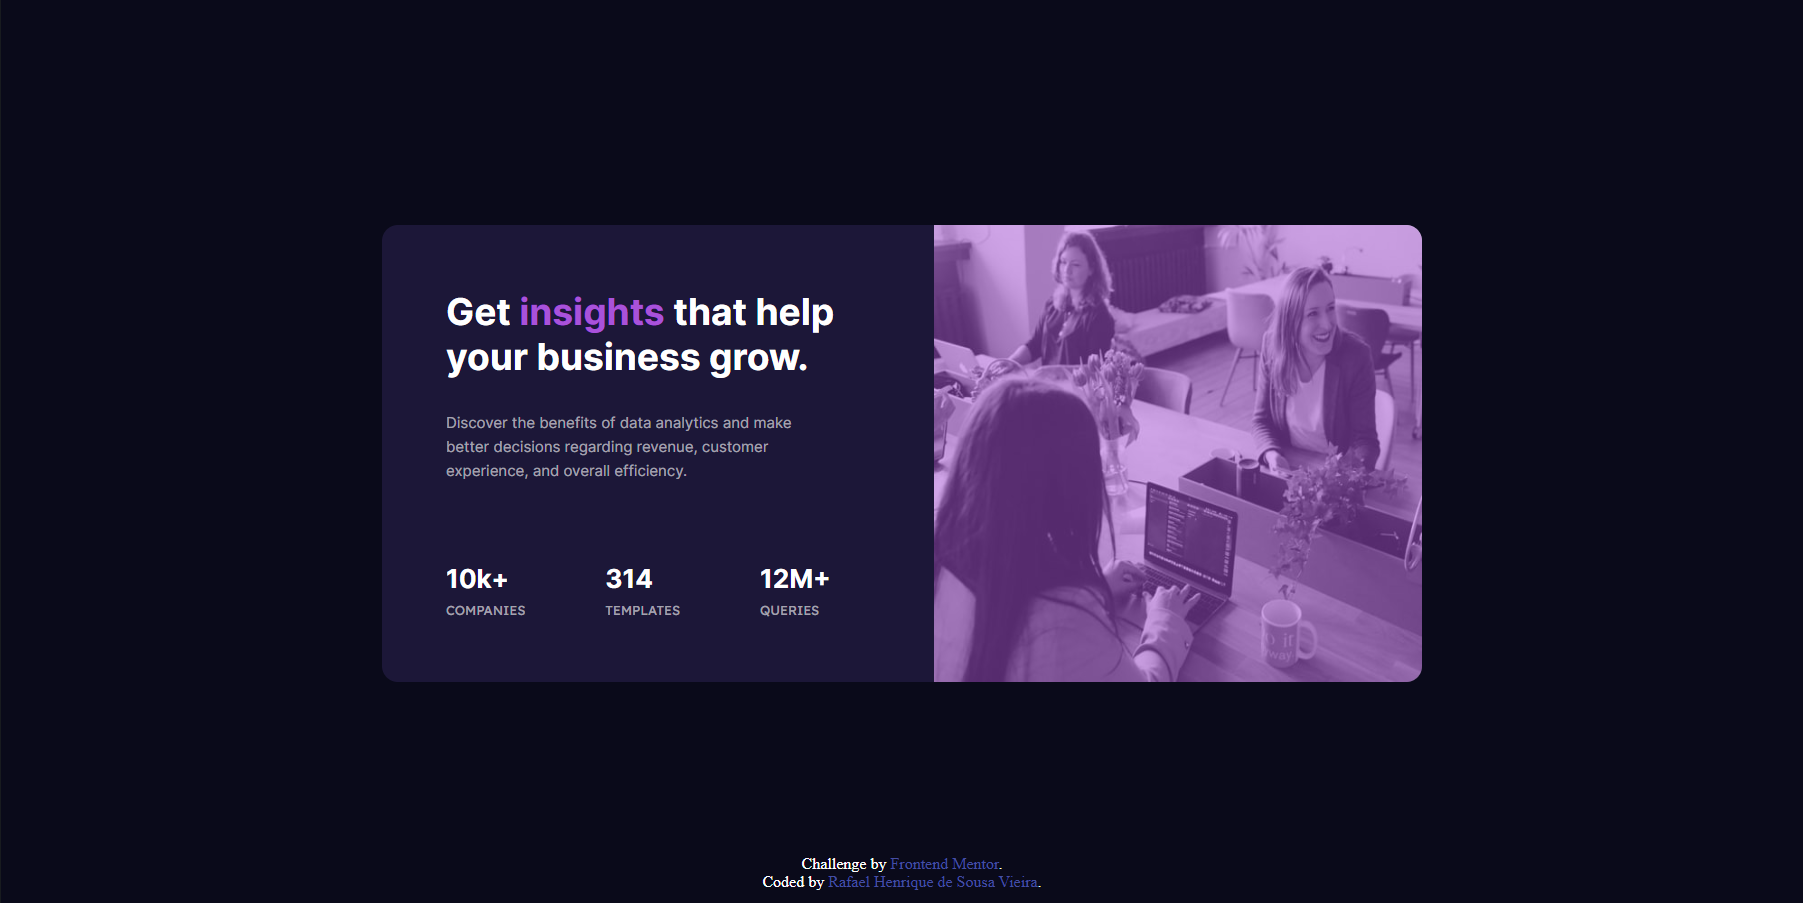 Get insights that help
your business grow.
Discover the benefits of data analytics and make
better decisions regarding revenue, customer
experience, and overall efficiency.
10k+ 314 12M+
COMPANIES TEMPLATES QUERIES
Challenge by Frontend Mentor.
Coded by Rafael Henrique de Sousa Vieira.